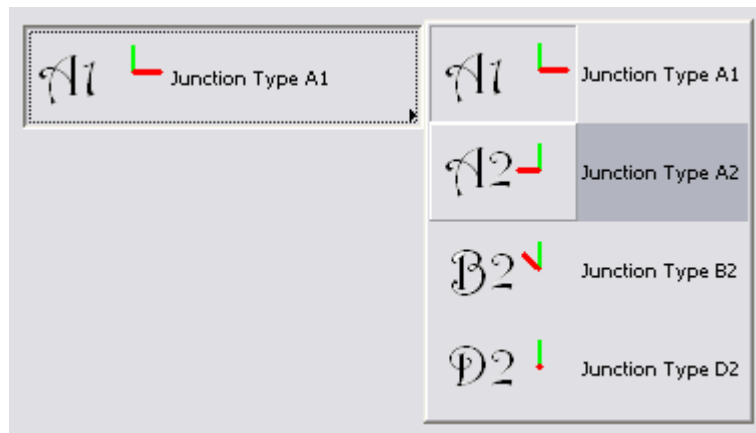 A1 Junction Type A1
A1 Junction Type A1
A2 Junction Type A2
B2 Junction Type B2
D2 Junction Type D2